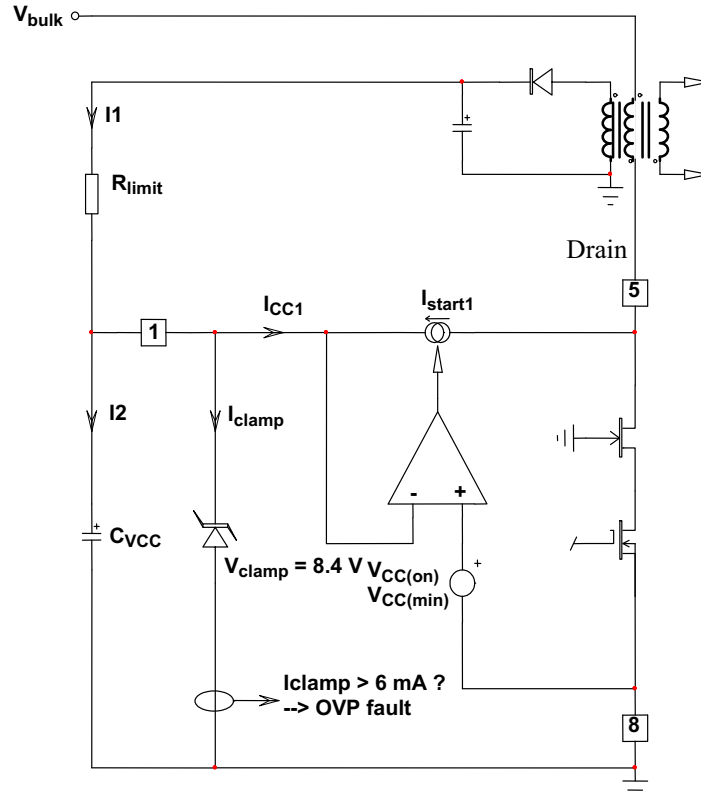 Vbulk
I1
Rlimit
Drain
5
Istart1
ICC1
1
I2
Iclamp
- +
CVCC
Vclamp = 8.4 V
VCC(on)
VCC(min)
Iclamp > 6 mA ?
--> OVP fault
8